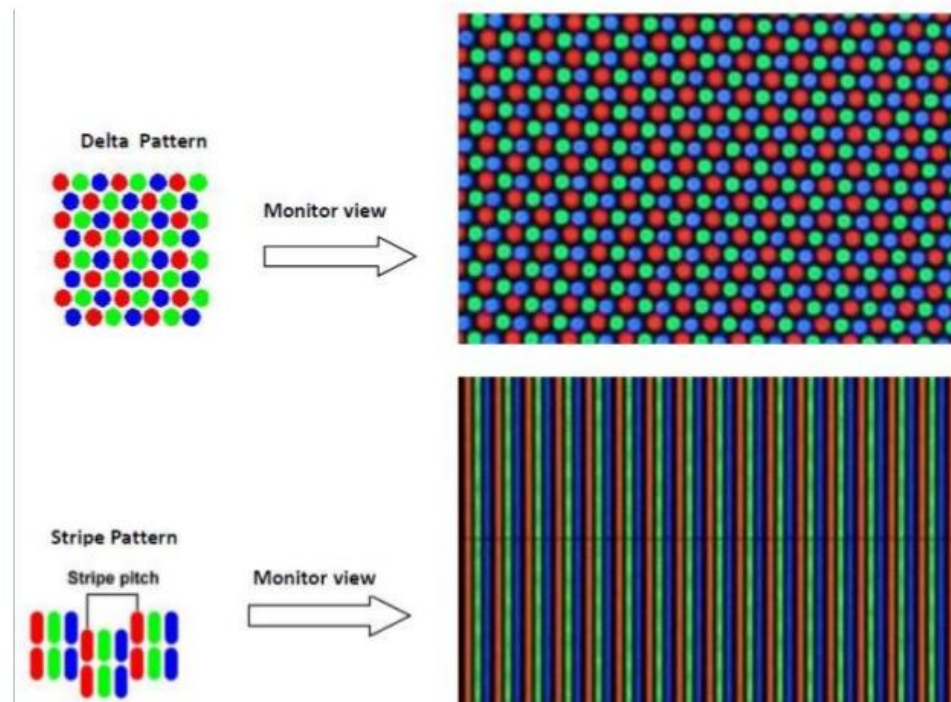 Delta Pattern
Monitor view
Stripe Pattern
Stripe pitch
Monitor view